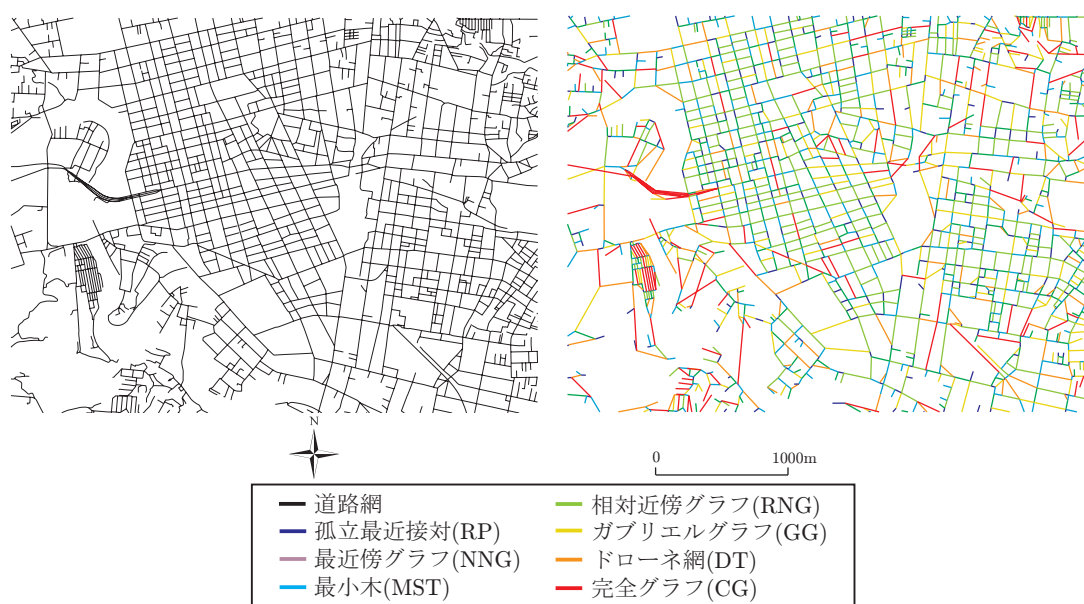 N
0 1000m
道路網
孤立最近接対(RP)
最近傍グラフ(NNG)
最小木(MST)
相対近傍グラフ(RNG)
ガブリエルグラフ(GG)
ドローネ網(DT)
完全グラフ(CG)